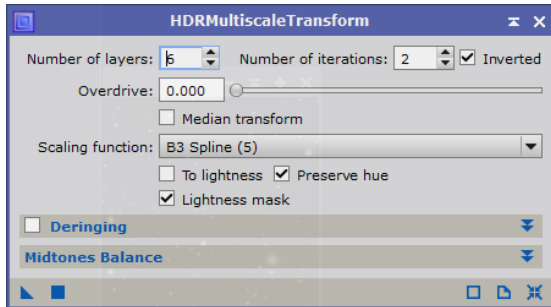 HDRMultiscaleTransform
Number of layers: 6 Number of iterations: 2 Inverted
Overdrive: 0.000
Median transform
Scaling function: B3 Spline (5)
To lightness Preserve hue
Lightness mask
Deringing
Midtones Balance